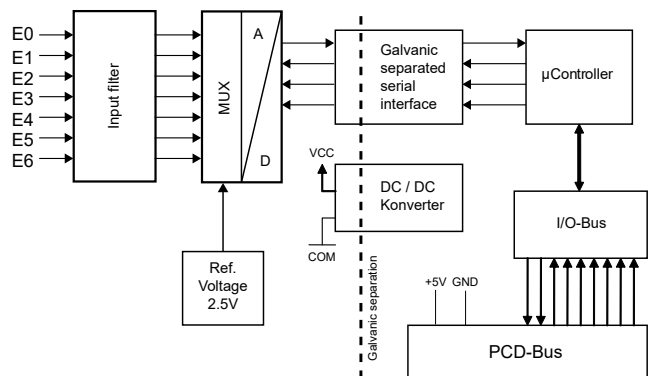 E0
E1
E2
E3
E4
E5
E6
Input filter
MUX
A
D
Galvanic
separated
serial
interface
µController
VCC
COM
DC / DC
Konverter
I/O-Bus
Ref.
Voltage
2.5V
Galvanic separation
+5V GND
PCD-Bus